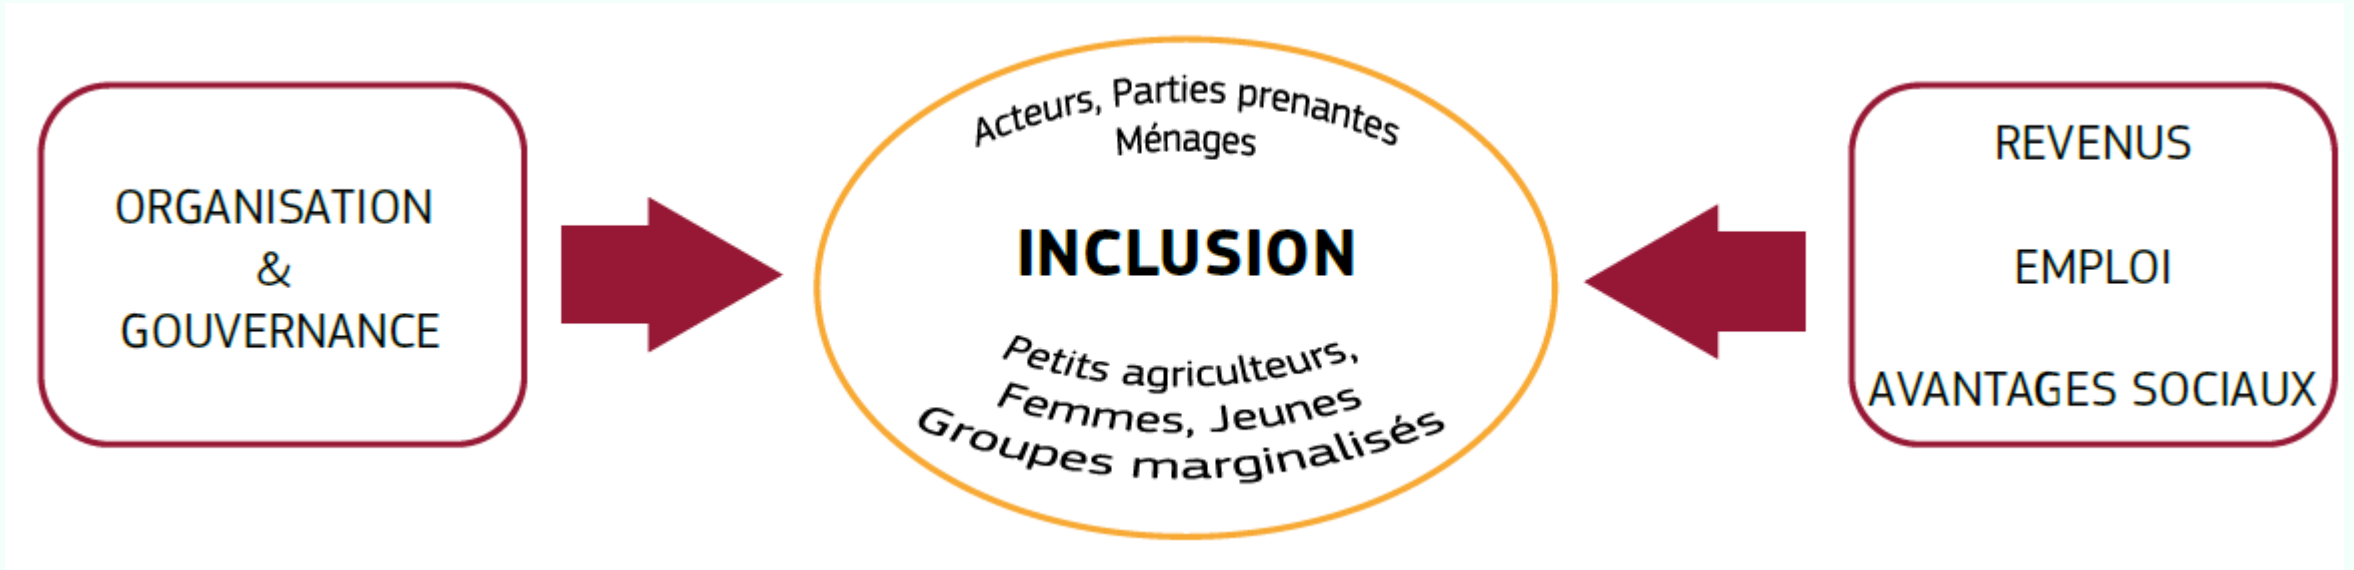 ORGANISATION
&
GOUVERNANCE
Acteurs, Parties prenantes
Ménages
INCLUSION
Petits agriculteurs,
Femmes, Jeunes
Groupes marginalisés
REVENUS
EMPLOI
AVANTAGES SOCIAUX